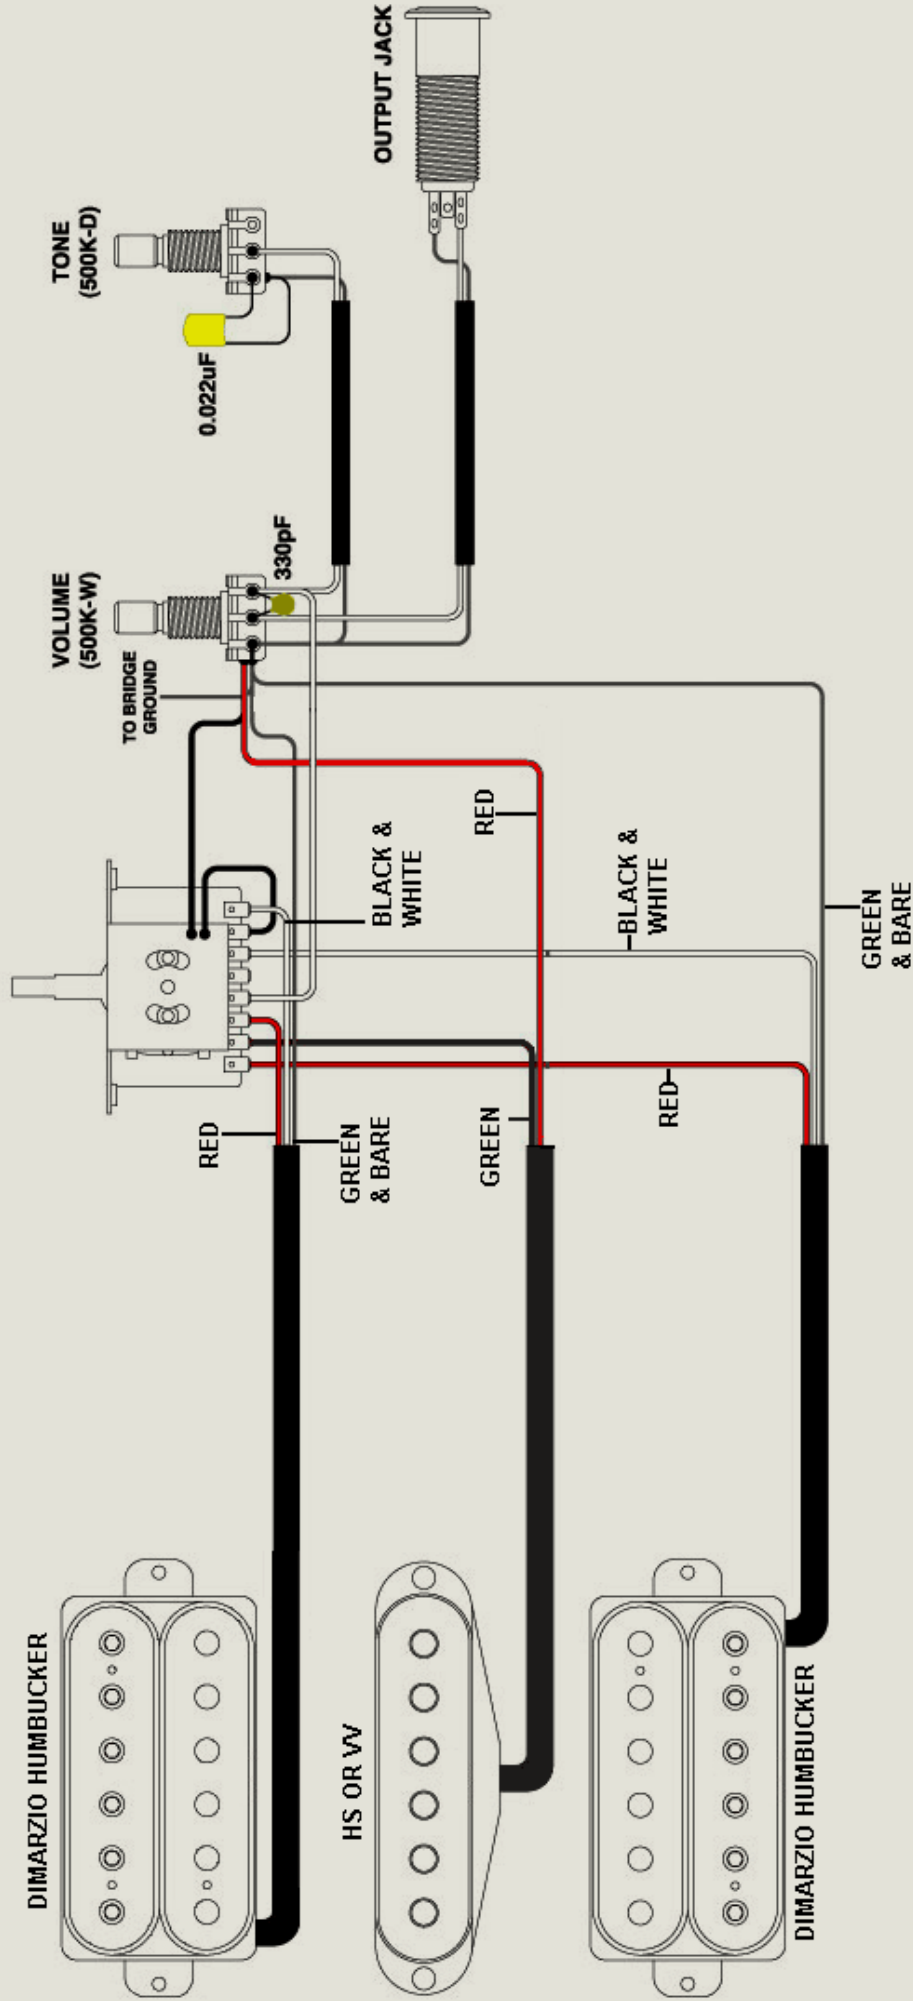 DIMARZIO HUMBUCKER
HS OR VV
DIMARZIO HUMBUCKER
RED
GREEN
& BARE
GREEN
RED
BLACK &
WHITE
RED
BLACK &
WHITE
GREEN
& BARE
TO BRIDGE
GROUND
VOLUME
(500K-W)
330pF
0.022uF
TONE
(500K-D)
OUTPUT JACK